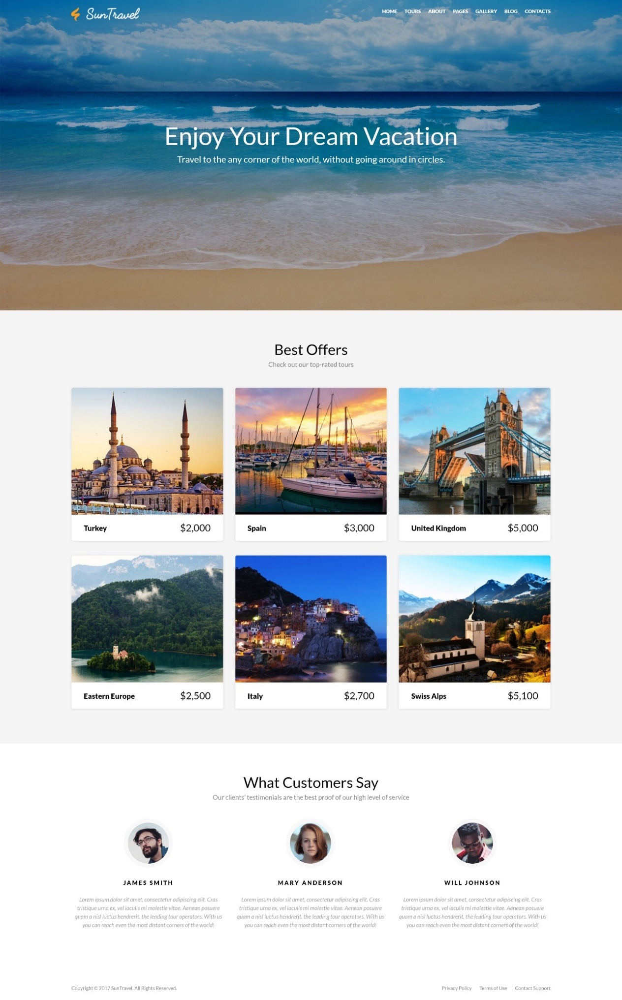 SunTravel
HOME TOURS ABOUT PAGES GALLERY BLOG CONTACTS
Enjoy Your Dream Vacation
Travel to the any corner of the world, without going around in circles.
Best Offers
Check out our top-rated tours
Turkey $2,000
Spain $3,000
United Kingdom $5,000
Eastern Europe $2,500
Italy $2,700
Swiss Alps $5,100
What Customers Say
Our clients' testimonials are the best proof of our high level of service
JAMES SMITH
Lorem ipsum dolor sit amet, consectetur adipiscing elit. Cras
tristique urna ex, vel iaculis mi molestie vitae. Aenean posuere
quam a nisl luctus hendrerit. the leading tour operators. With us
you can reach even the most distant corners of the world!
MARY ANDERSON
Lorem ipsum dolor sit amet, consectetur adipiscing elit. Cras
tristique urna ex, vel iaculis mi molestie vitae. Aenean posuere
quam a nisl luctus hendrerit. the leading tour operators. With us
you can reach even the most distant corners of the world!
WILL JOHNSON
Lorem ipsum dolor sit amet, consectetur adipiscing elit. Cras
tristique urna ex, vel iaculis mi molestie vitae. Aenean posuere
quam a nisl luctus hendrerit. the leading tour operators. With us
you can reach even the most distant corners of the world!
Copyright © 2017 SunTravel. All Rights Reserved.
Privacy Policy Terms of Use Contact Support